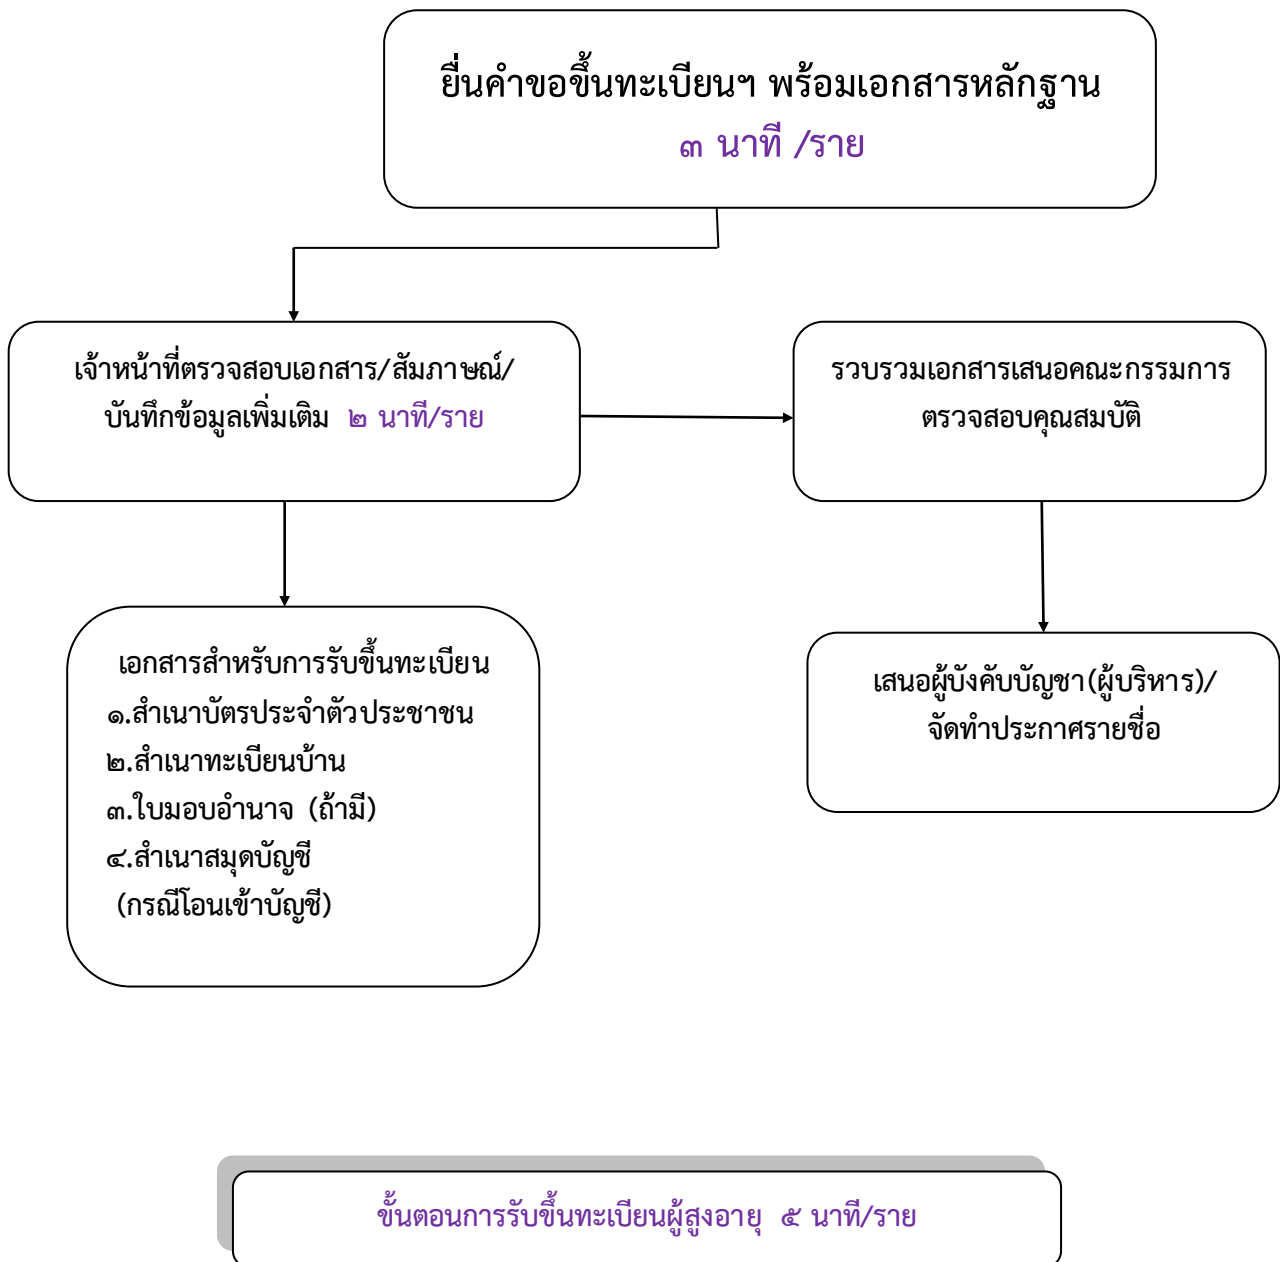 ยื่นคำขอขึ้นทะเบียนฯ พร้อมเอกสารหลักฐาน
๓ นาที /ราย
เจ้าหน้าที่ตรวจสอบเอกสาร/สัมภาษณ์/
บันทึกข้อมูลเพิ่มเติม ๒ นาที/ราย
รวบรวมเอกสารเสนอคณะกรรมการ
ตรวจสอบคุณสมบัติ
เอกสารสำหรับการรับขึ้นทะเบียน
๑.สำเนาบัตรประจำตัวประชาชน
๒.สำเนาทะเบียนบ้าน
๓.ใบมอบอำนาจ (ถ้ามี)
๔.สำเนาสมุดบัญชี
(กรณีโอนเข้าบัญชี)
เสนอผู้บังคับบัญชา(ผู้บริหาร)/
จัดทำประกาศรายชื่อ
ขั้นตอนการรับขึ้นทะเบียนผู้สูงอายุ ๕ นาที/ราย